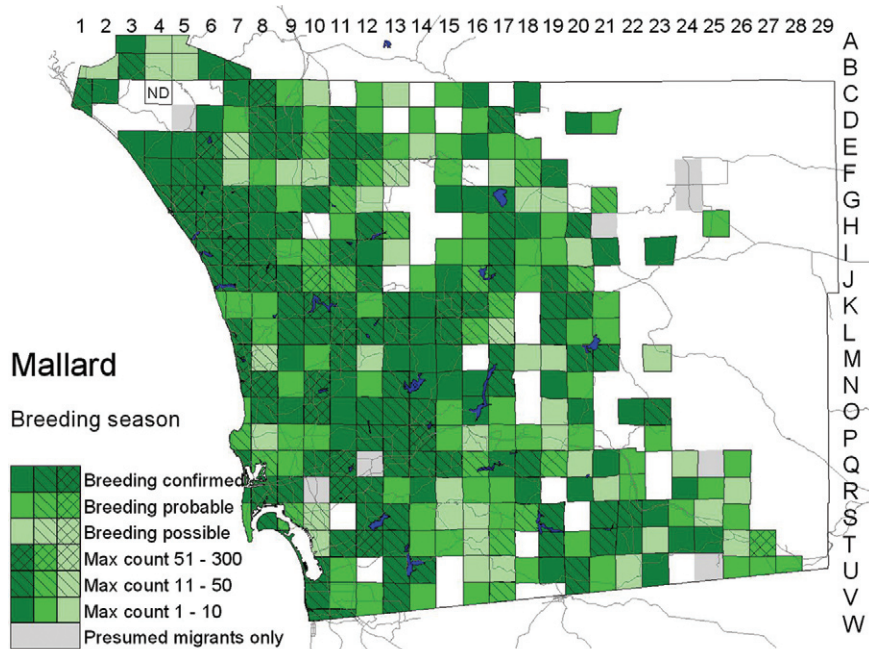 1 2 3 4 5 6 7 8 9 10 11 12 13 14 15 16 17 18 19 20 21 22 23 24 25 26 27 28 29
A
B
C
D
E
F
G
H
I
J
K
L
M
N
O
P
Q
R
S
T
U
V
W
ND
Mallard
Breeding season
Breeding confirmed
Breeding probable
Breeding possible
Max count 51 - 300
Max count 11 - 50
Max count 1 - 10
Presumed migrants only